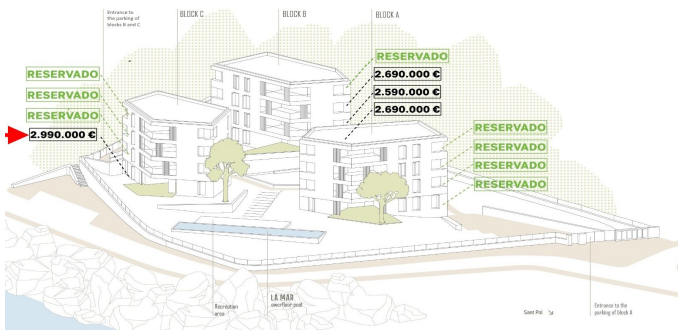 Entrance to
the parking of
blocks B and C
BLOCK C
BLOCK B
BLOCK A
RESERVADO
RESERVADO
RESERVADO
2.990.000 €
RESERVADO
2.690.000 €
2.590.000 €
2.690.000 €
RESERVADO
RESERVADO
RESERVADO
RESERVADO
Recreation
area
LA MAR
overfloor pool
Sant Pol
Entrance to the
parking of block A